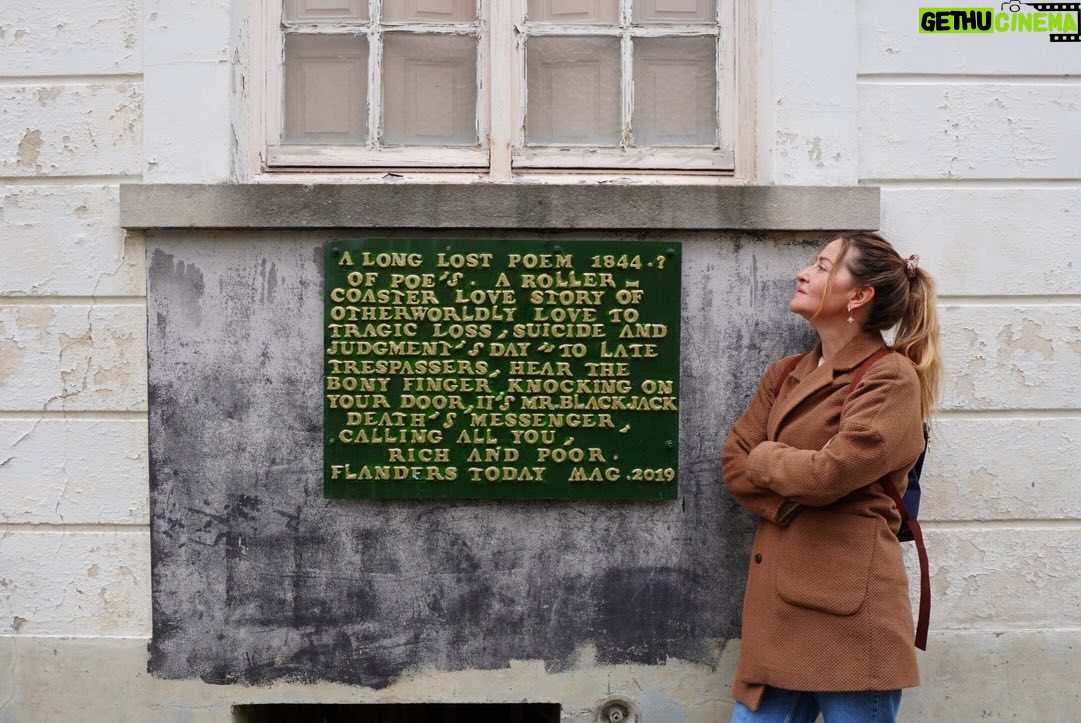 GETHUCINEMA
A LONG LOST POEM 1844.?
OF POE'S. A ROLLER -
COASTER LOVE STORY OF
OTHERWORLDLY LOVE TO
TRAGIC LOSS, SUICIDE AND
JUDGMENT'S DAY "TO LATE
TRESPASSERS, HEAR THE
BONY FINGER KNOCKING ON
YOUR DOOR, IT'S MR.BLACKJACK
DEATH'S MESSENGER,
CALLING ALL YOU,
RICH AND POOR.
FLANDERS TODAY MAG.2019